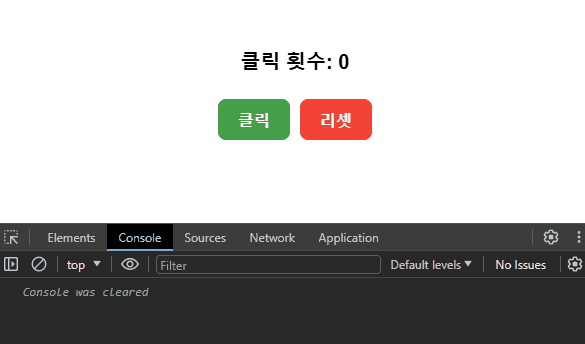 클릭 횟수: 0
클릭 리셋
Elements Console Sources Network Application
top Filter Default levels No Issues
Console was cleared